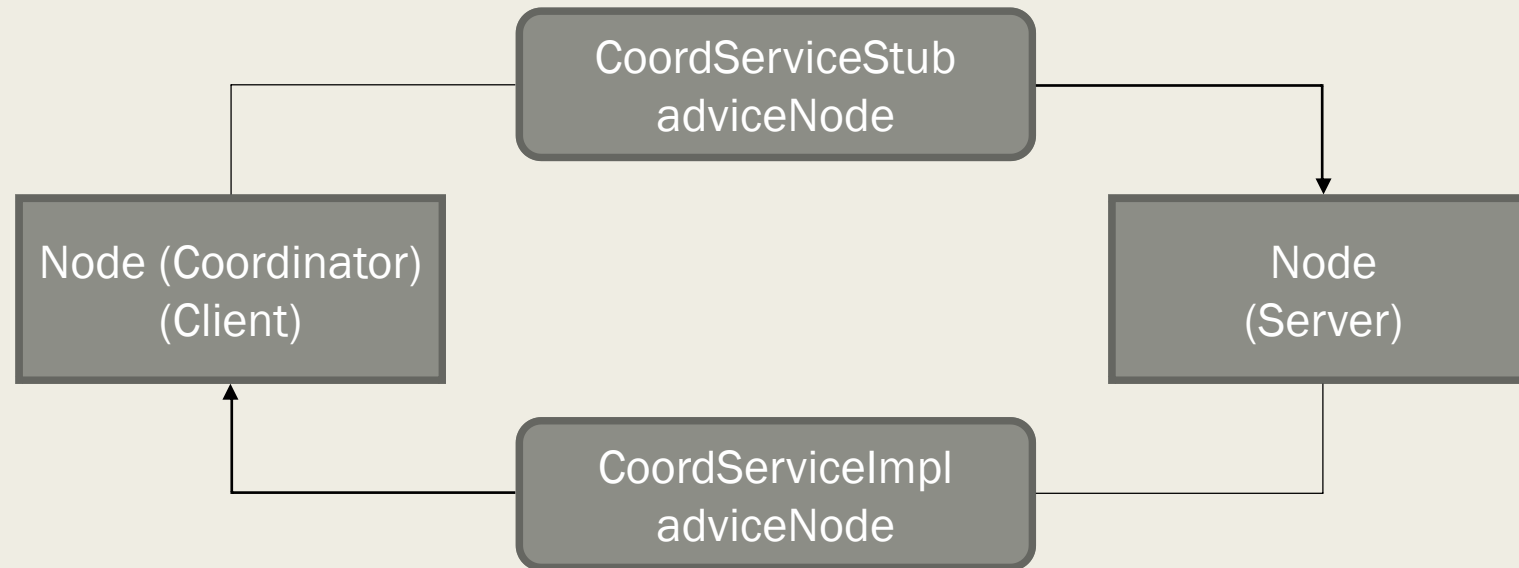 CoordServiceStub
adviceNode
Node (Coordinator)
(Client)
Node
(Server)
CoordServiceImpl
adviceNode